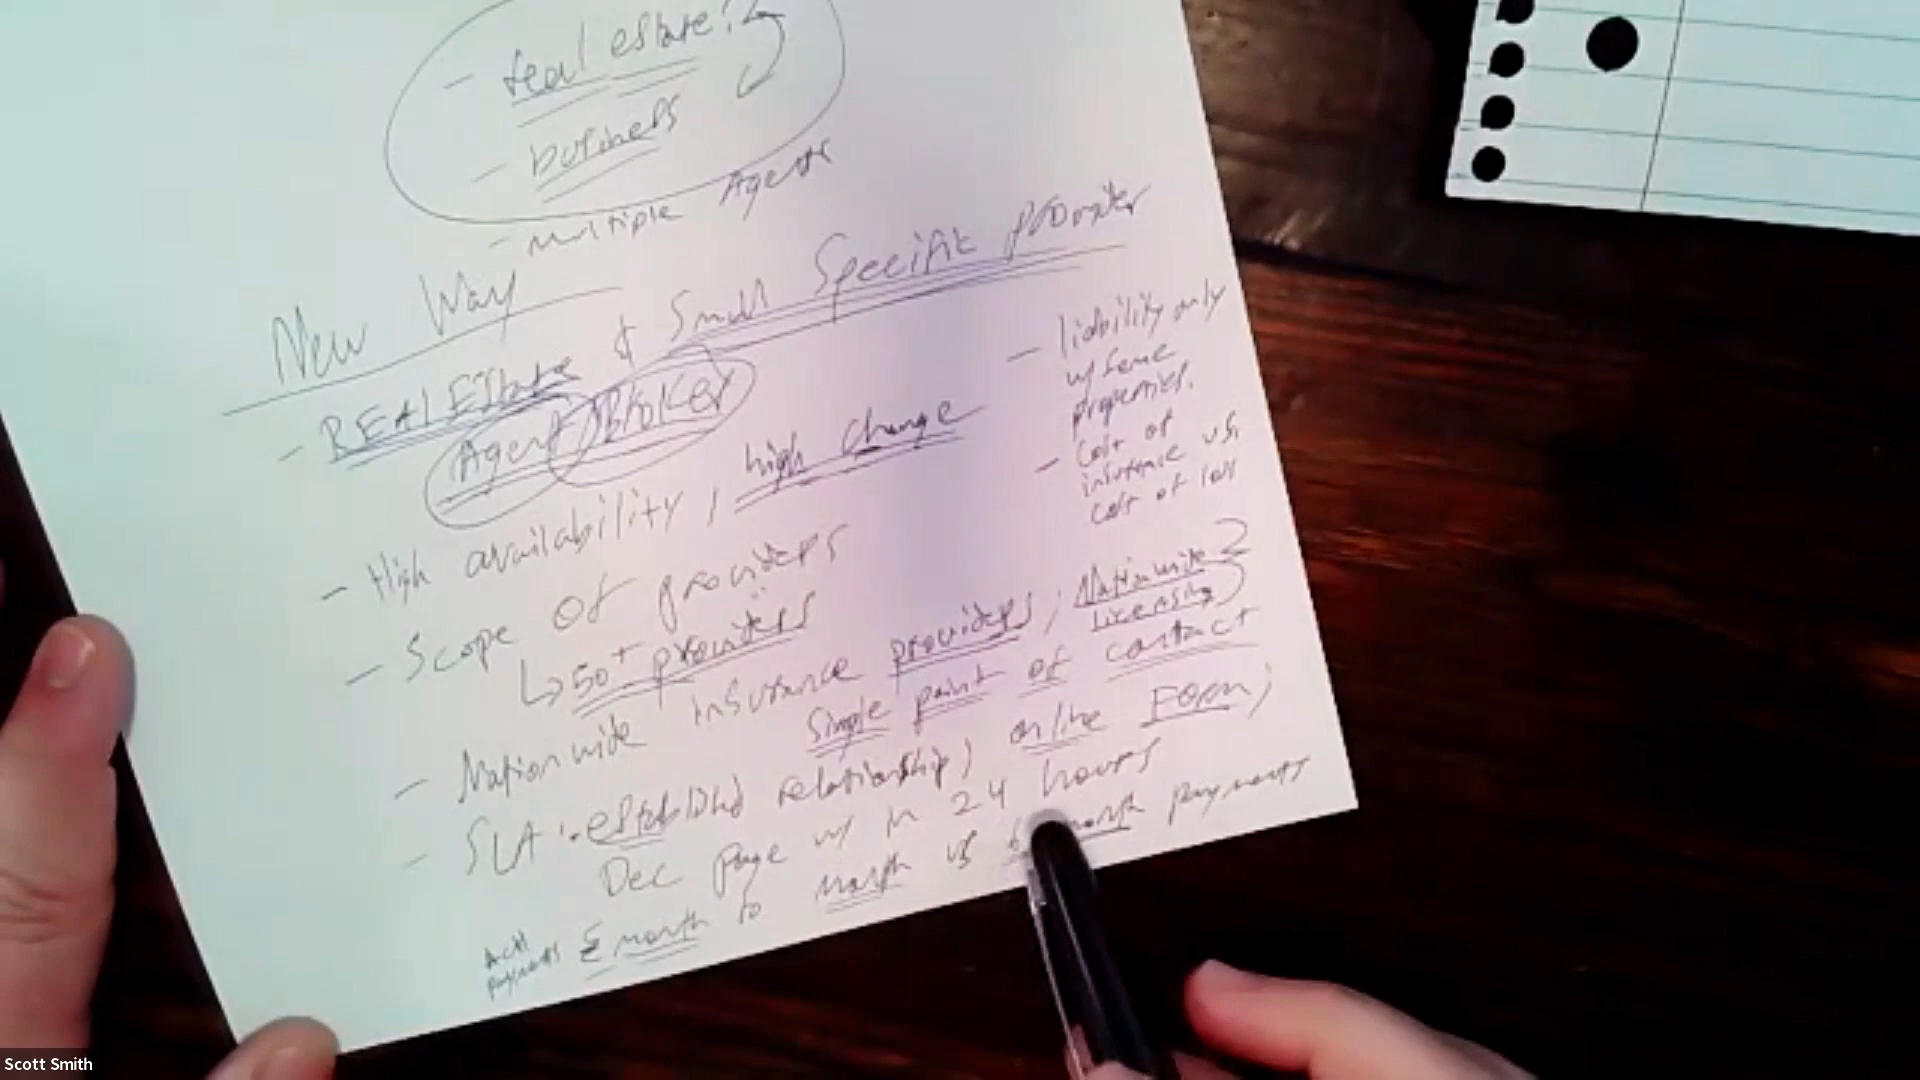 - real estate?
- business
- multiple Agents
New Way
- REAL Estate & Small Specific provider
Agent Broker
- High availability, high change
- Scope of providers
↳ 50+ providers
- Nationwide insurance providers; Nationwide Licensing
Single point of contact
- SLA: established relationship; online Form;
Dec page w/ in 24 hours
ACH payments
month to month vs month payments
- liability only
w/ some
properties.
- Cost of
insurance vs.
cost of loss
Scott Smith